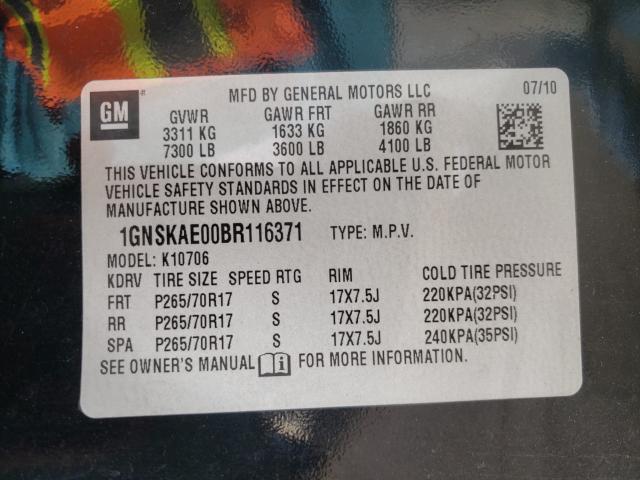 MFD BY GENERAL MOTORS LLC 07/10
GM
GVWR GAWR FRT GAWR RR
3311 KG 1633 KG 1860 KG
7300 LB 3600 LB 4100 LB
THIS VEHICLE CONFORMS TO ALL APPLICABLE U.S. FEDERAL MOTOR
VEHICLE SAFETY STANDARDS IN EFFECT ON THE DATE OF
MANUFACTURE SHOWN ABOVE.
1GNSKAE00BR116371 TYPE: M.P.V.
MODEL: K10706
KDRV TIRE SIZE SPEED RTG RIM COLD TIRE PRESSURE
FRT P265/70R17 S 17X7.5J 220KPA(32PSI)
RR P265/70R17 S 17X7.5J 220KPA(32PSI)
SPA P265/70R17 S 17X7.5J 240KPA(35PSI)
SEE OWNER'S MANUAL i FOR MORE INFORMATION.